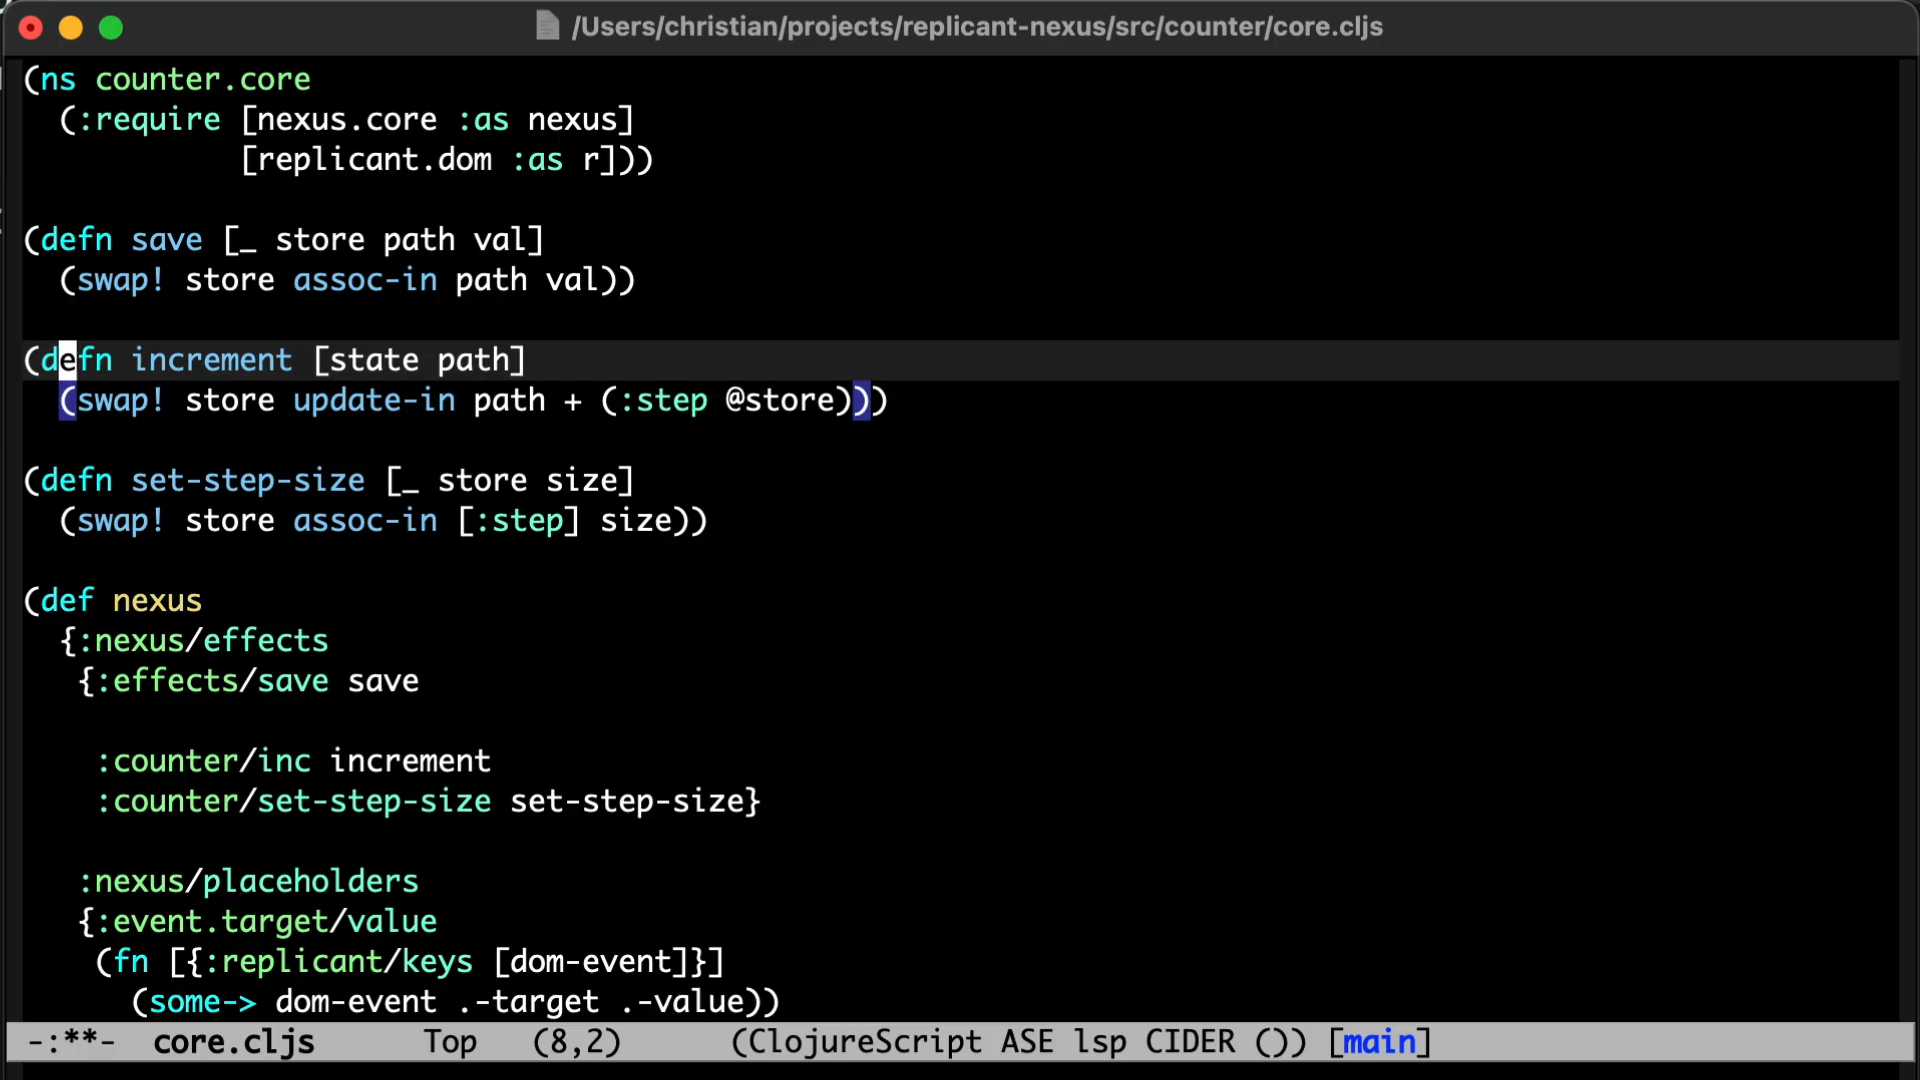 /Users/christian/projects/replicant-nexus/src/counter/core.cljs
(ns counter.core
  (:require [nexus.core :as nexus]
            [replicant.dom :as r]))

(defn save [_ store path val]
  (swap! store assoc-in path val))

(defn increment [state path]
  (swap! store update-in path + (:step @store)))

(defn set-step-size [_ store size]
  (swap! store assoc-in [:step] size))

(def nexus
  {:nexus/effects
   {:effects/save save

    :counter/inc increment
    :counter/set-step-size set-step-size}

   :nexus/placeholders
   {:event.target/value
    (fn [{:replicant/keys [dom-event]}]
      (some-> dom-event .-target .-value))
-:**-  core.cljs      Top   (8,2)      (ClojureScript ASE lsp CIDER ()) [main]